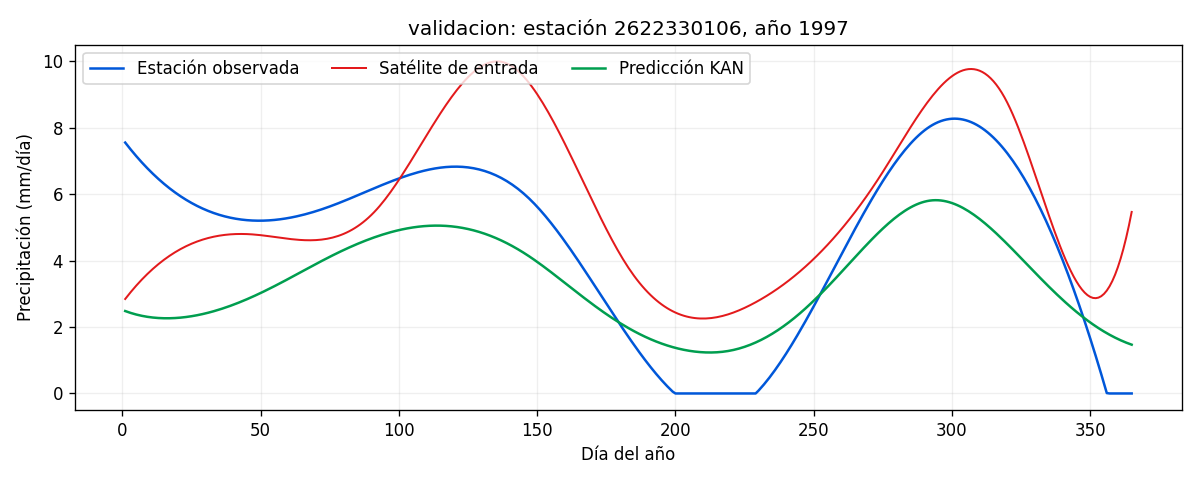 validacion: estación 2622330106, año 1997
Estación observada
Satélite de entrada
Predicción KAN
Precipitación (mm/día)
10
8
6
4
2
0
0 50 100 150 200 250 300 350
Día del año